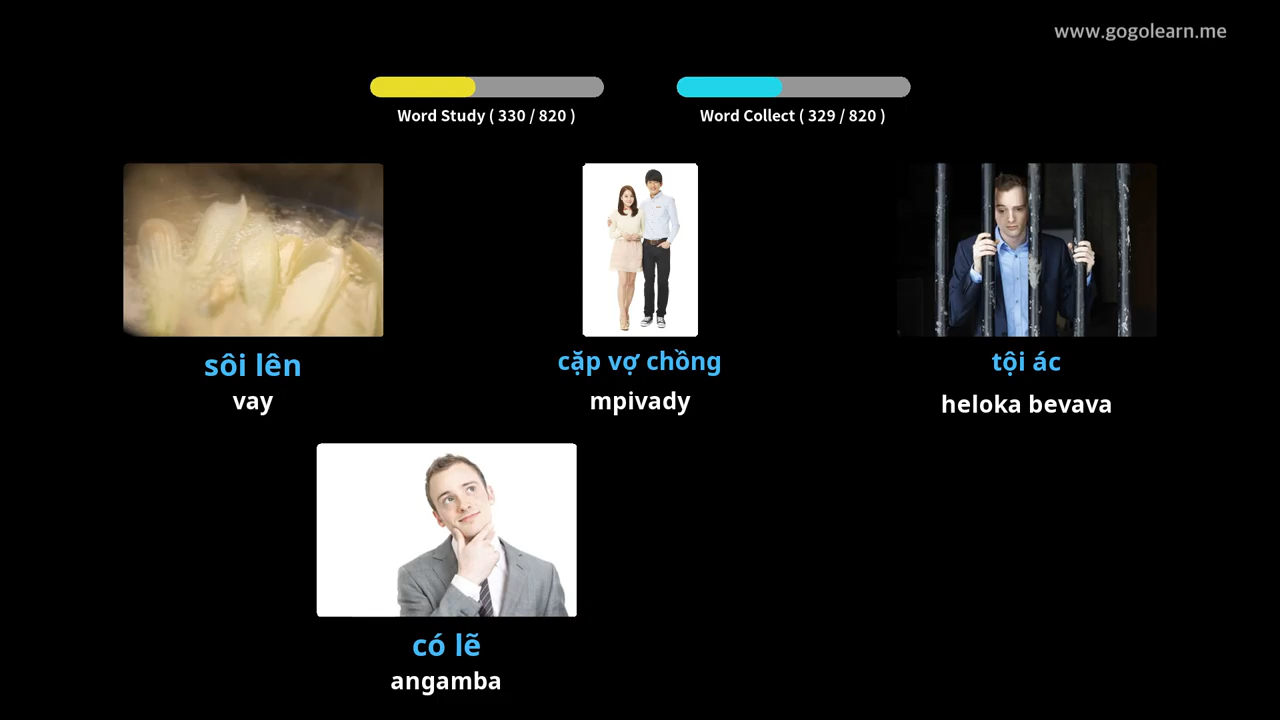 www.gogolearn.me
Word Study ( 330 / 820 )
Word Collect ( 329 / 820 )
sôi lên
vay
cặp vợ chồng
mpivady
tội ác
heloka bevava
có lẽ
angamba